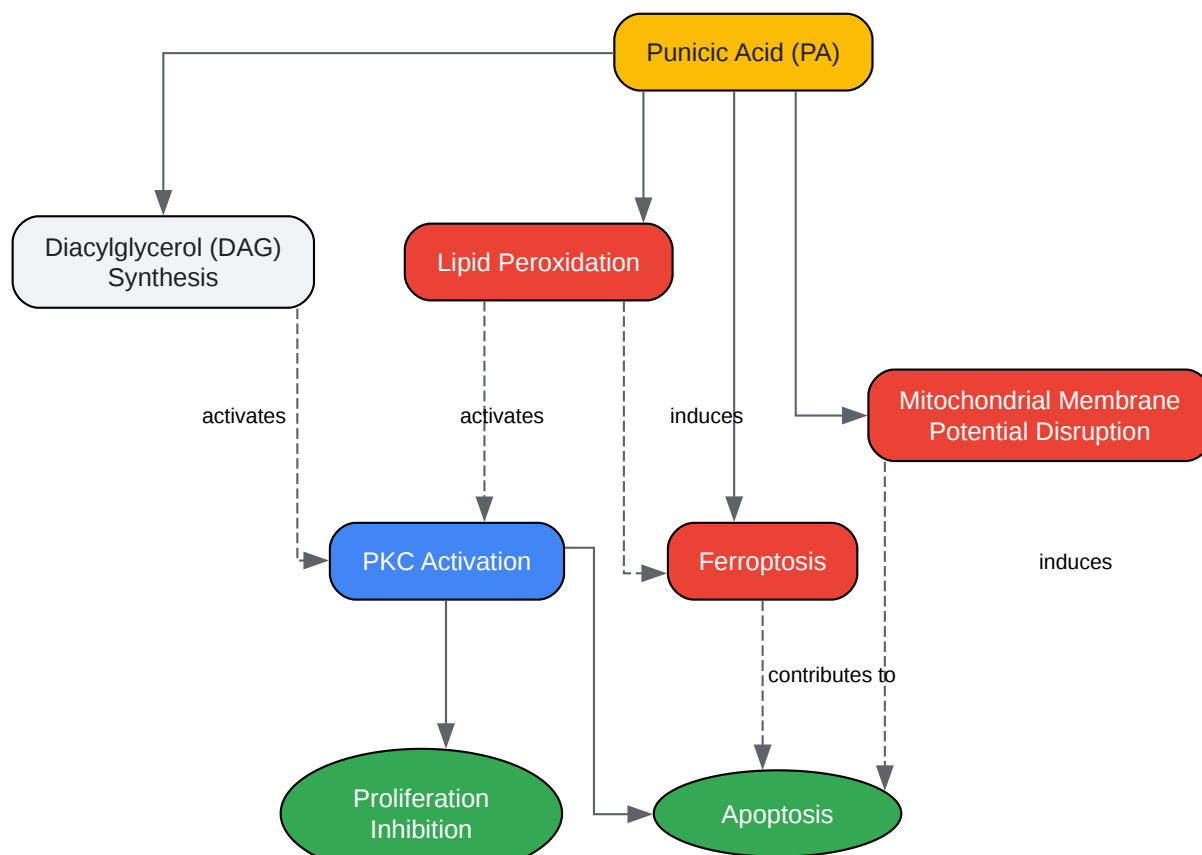 Punicic Acid (PA)
Diacylglycerol (DAG)
Synthesis
Lipid Peroxidation
Mitochondrial Membrane
Potential Disruption
activates
activates
induces
PKC Activation
Ferroptosis
induces
contributes to
Proliferation
Inhibition
Apoptosis